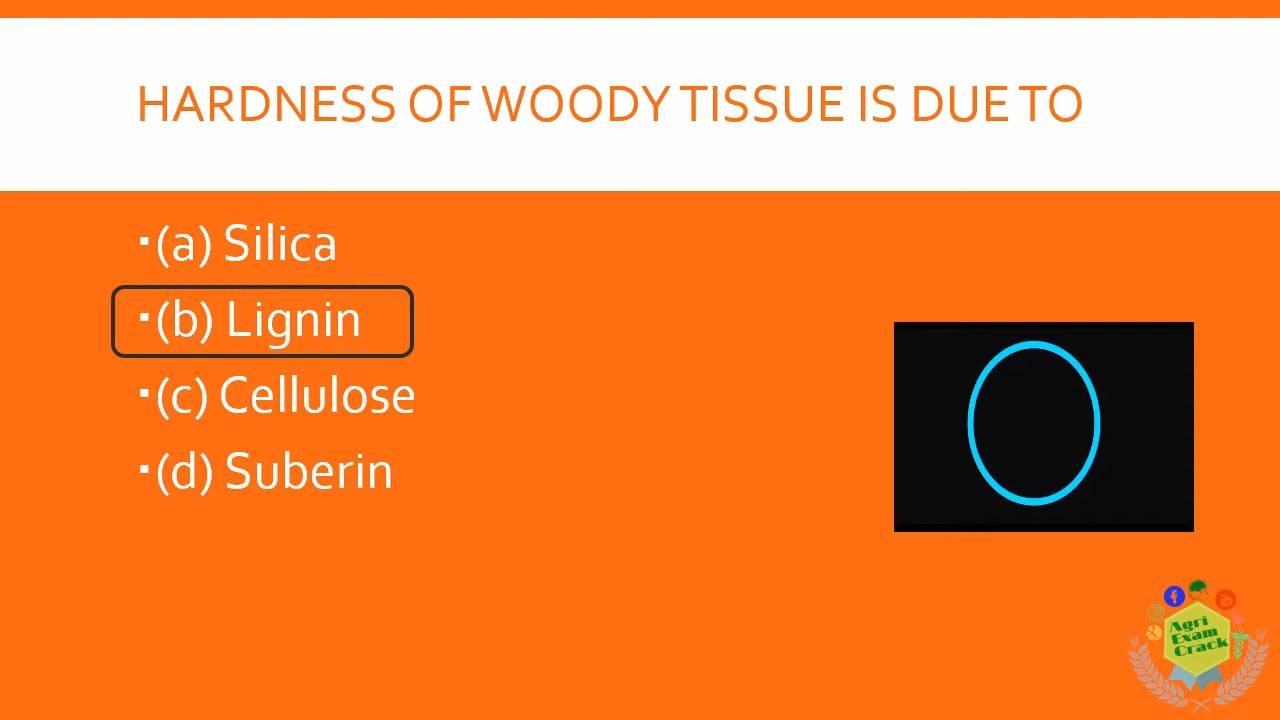 HARDNESS OF WOODY TISSUE IS DUE TO
▪(a) Silica
▪(b) Lignin
▪(c) Cellulose
▪(d) Suberin
Agri
Exam
Crack